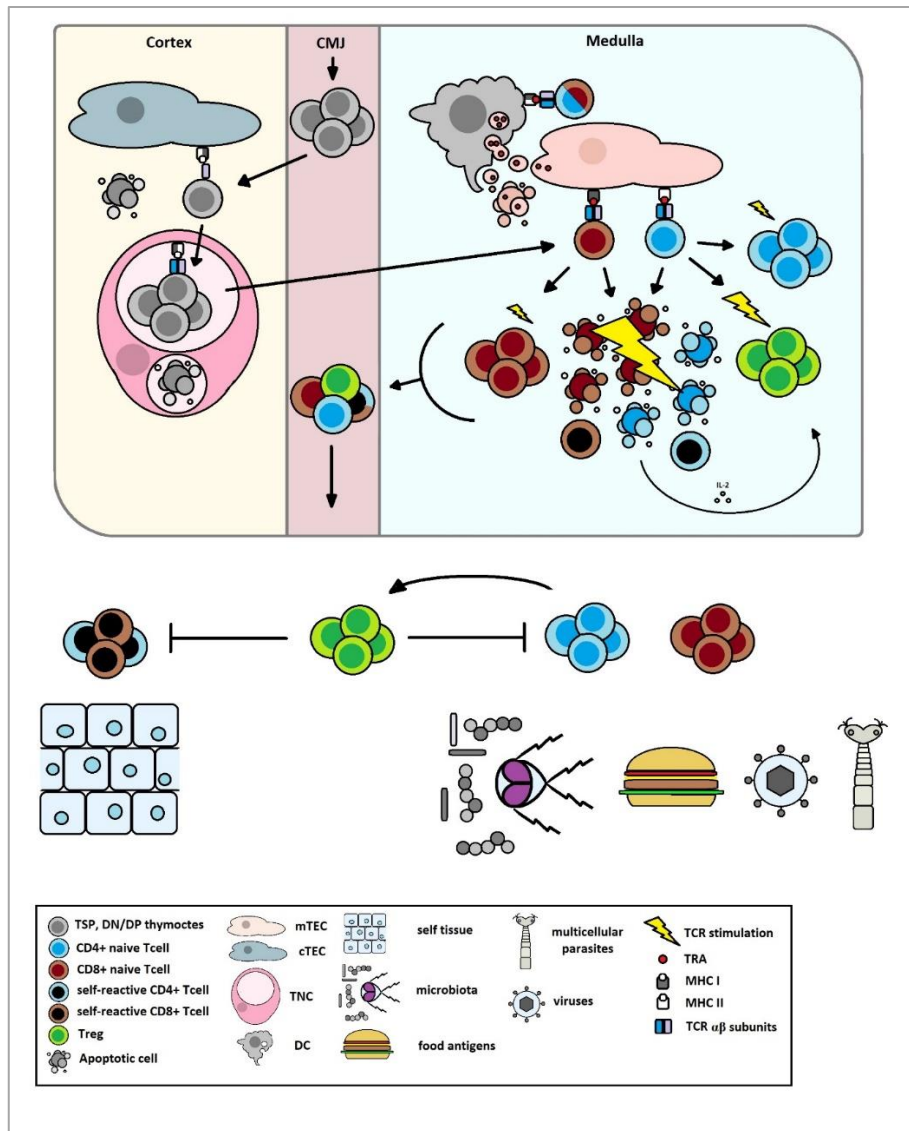 Cortex
CMJ
Medulla
IL-2
TSP, DN/DP thymoctes
CD4+ naive Tcell
CD8+ naive Tcell
self-reactive CD4+ Tcell
self-reactive CD8+ Tcell
Treg
Apoptotic cell
mTEC
cTEC
TNC
DC
self tissue
microbiota
food antigens
multicellular
parasites
viruses
TCR stimulation
TRA
MHC I
MHC II
TCR αβ subunits